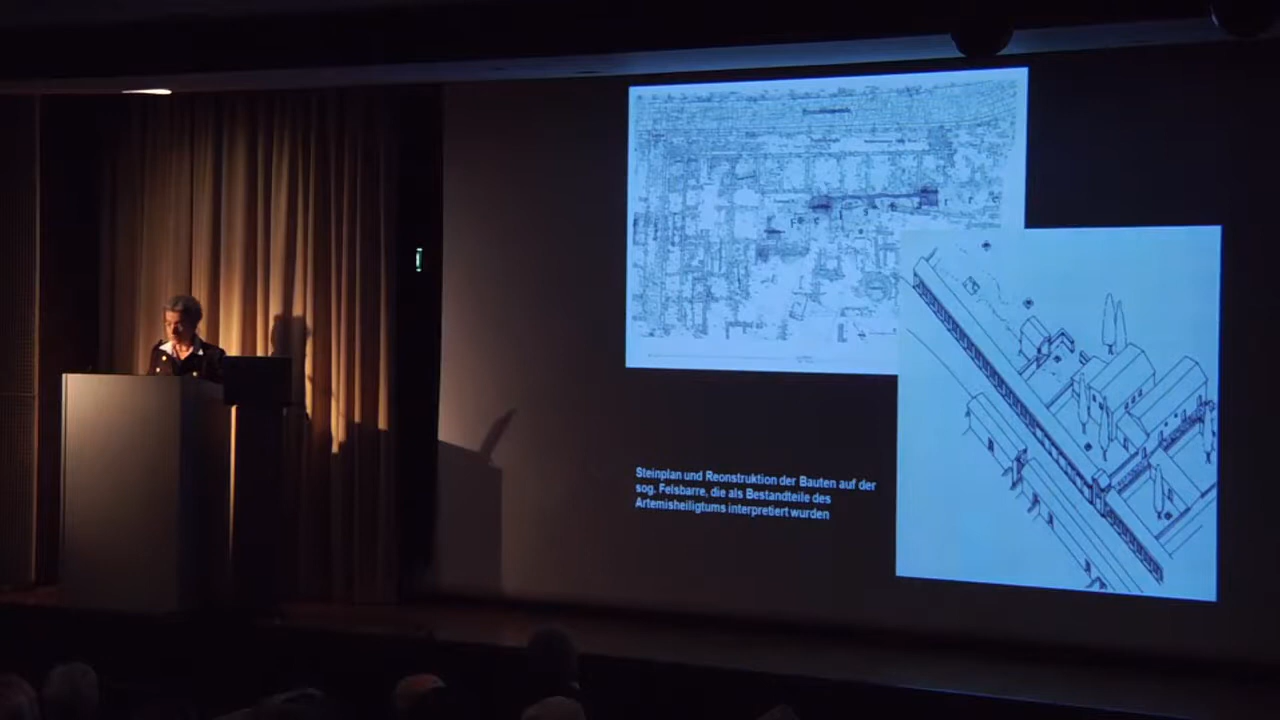 Steinplan und Reonstruktion der Bauten auf der
sog. Felsbarre, die als Bestandteile des
Artemisheiligtums interpretiert wurden